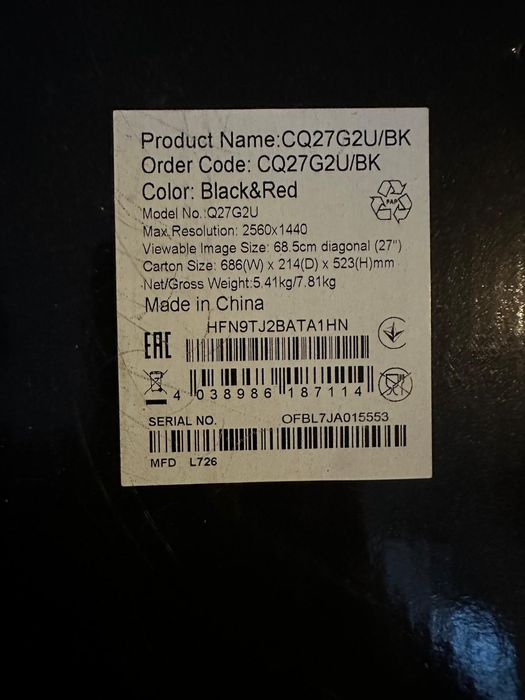 Product Name:CQ27G2U/BK
Order Code: CQ27G2U/BK
Color: Black&Red
PAP
Model No.:Q27G2U
Max.Resolution: 2560x1440
Viewable Image Size: 68.5cm diagonal (27")
Carton Size: 686(W) x 214(D) x 523(H)mm
Net/Gross Weight:5.41kg/7.81kg
Made in China
HFN9TJ2BATA1HN
EAC
4 038986 187114
SERIAL NO. OFBL7JA015553
MFD L726